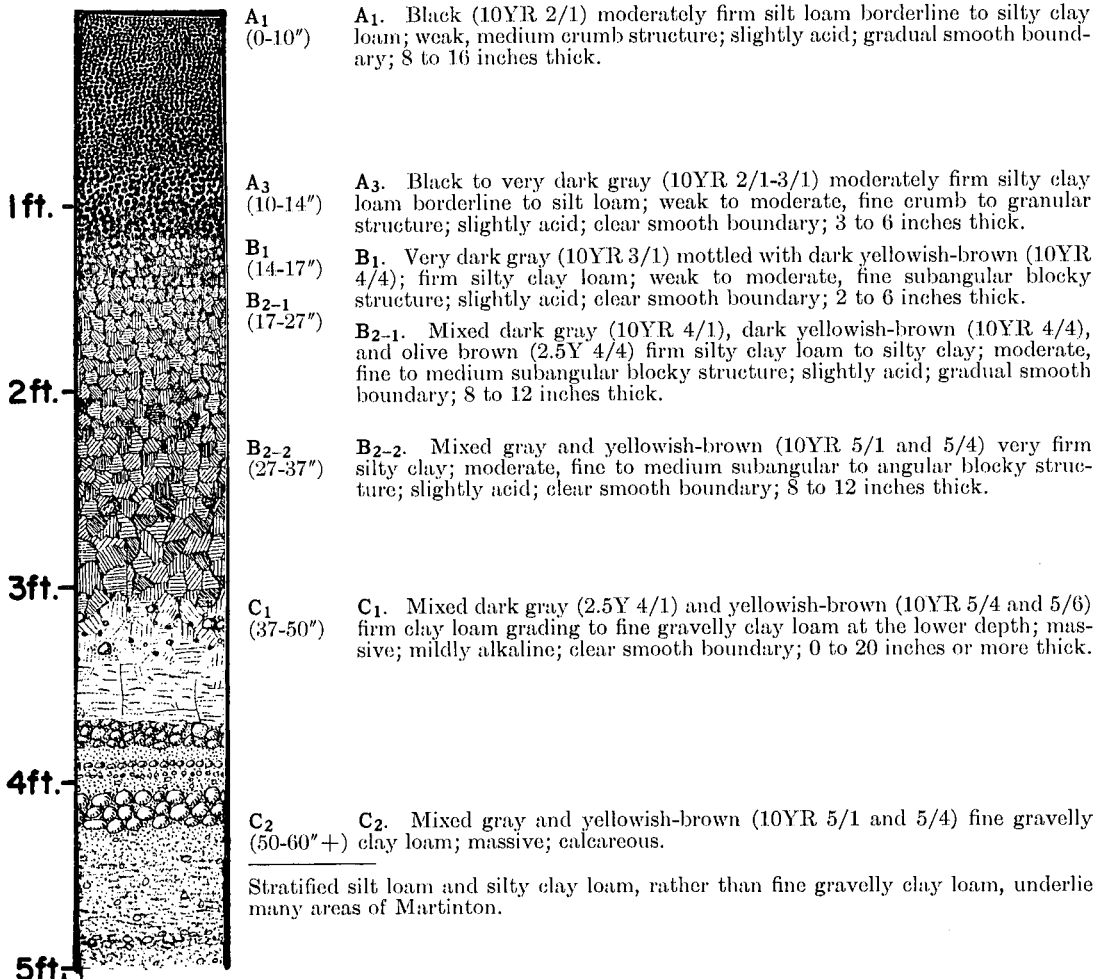 A1 (0-10")
A1. Black (10YR 2/1) moderately firm silt loam borderline to silty clay
loam; weak, medium crumb structure; slightly acid; gradual smooth bound-
ary; 8 to 16 inches thick.
1ft.
A3 (10-14")
A3. Black to very dark gray (10YR 2/1-3/1) moderately firm silty clay
loam borderline to silt loam; weak to moderate, fine crumb to granular
structure; slightly acid; clear smooth boundary; 3 to 6 inches thick.
B1 (14-17")
B1. Very dark gray (10YR 3/1) mottled with dark yellowish-brown (10YR
4/4); firm silty clay loam; weak to moderate, fine subangular blocky
structure; slightly acid; clear smooth boundary; 2 to 6 inches thick.
B2-1 (17-27")
B2-1. Mixed dark gray (10YR 4/1), dark yellowish-brown (10YR 4/4),
and olive brown (2.5Y 4/4) firm silty clay loam to silty clay; moderate,
fine to medium subangular blocky structure; slightly acid; gradual smooth
boundary; 8 to 12 inches thick.
2ft.
B2-2 (27-37")
B2-2. Mixed gray and yellowish-brown (10YR 5/1 and 5/4) very firm
silty clay; moderate, fine to medium subangular to angular blocky struc-
ture; slightly acid; clear smooth boundary; 8 to 12 inches thick.
3ft.
C1 (37-50")
C1. Mixed dark gray (2.5Y 4/1) and yellowish-brown (10YR 5/4 and 5/6)
firm clay loam grading to fine gravelly clay loam at the lower depth; mas-
sive; mildly alkaline; clear smooth boundary; 0 to 20 inches or more thick.
4ft.
C2 (50-60"+)
C2. Mixed gray and yellowish-brown (10YR 5/1 and 5/4) fine gravelly
clay loam; massive; calcareous.
Stratified silt loam and silty clay loam, rather than fine gravelly clay loam, underlie
many areas of Martinton.
5ft.